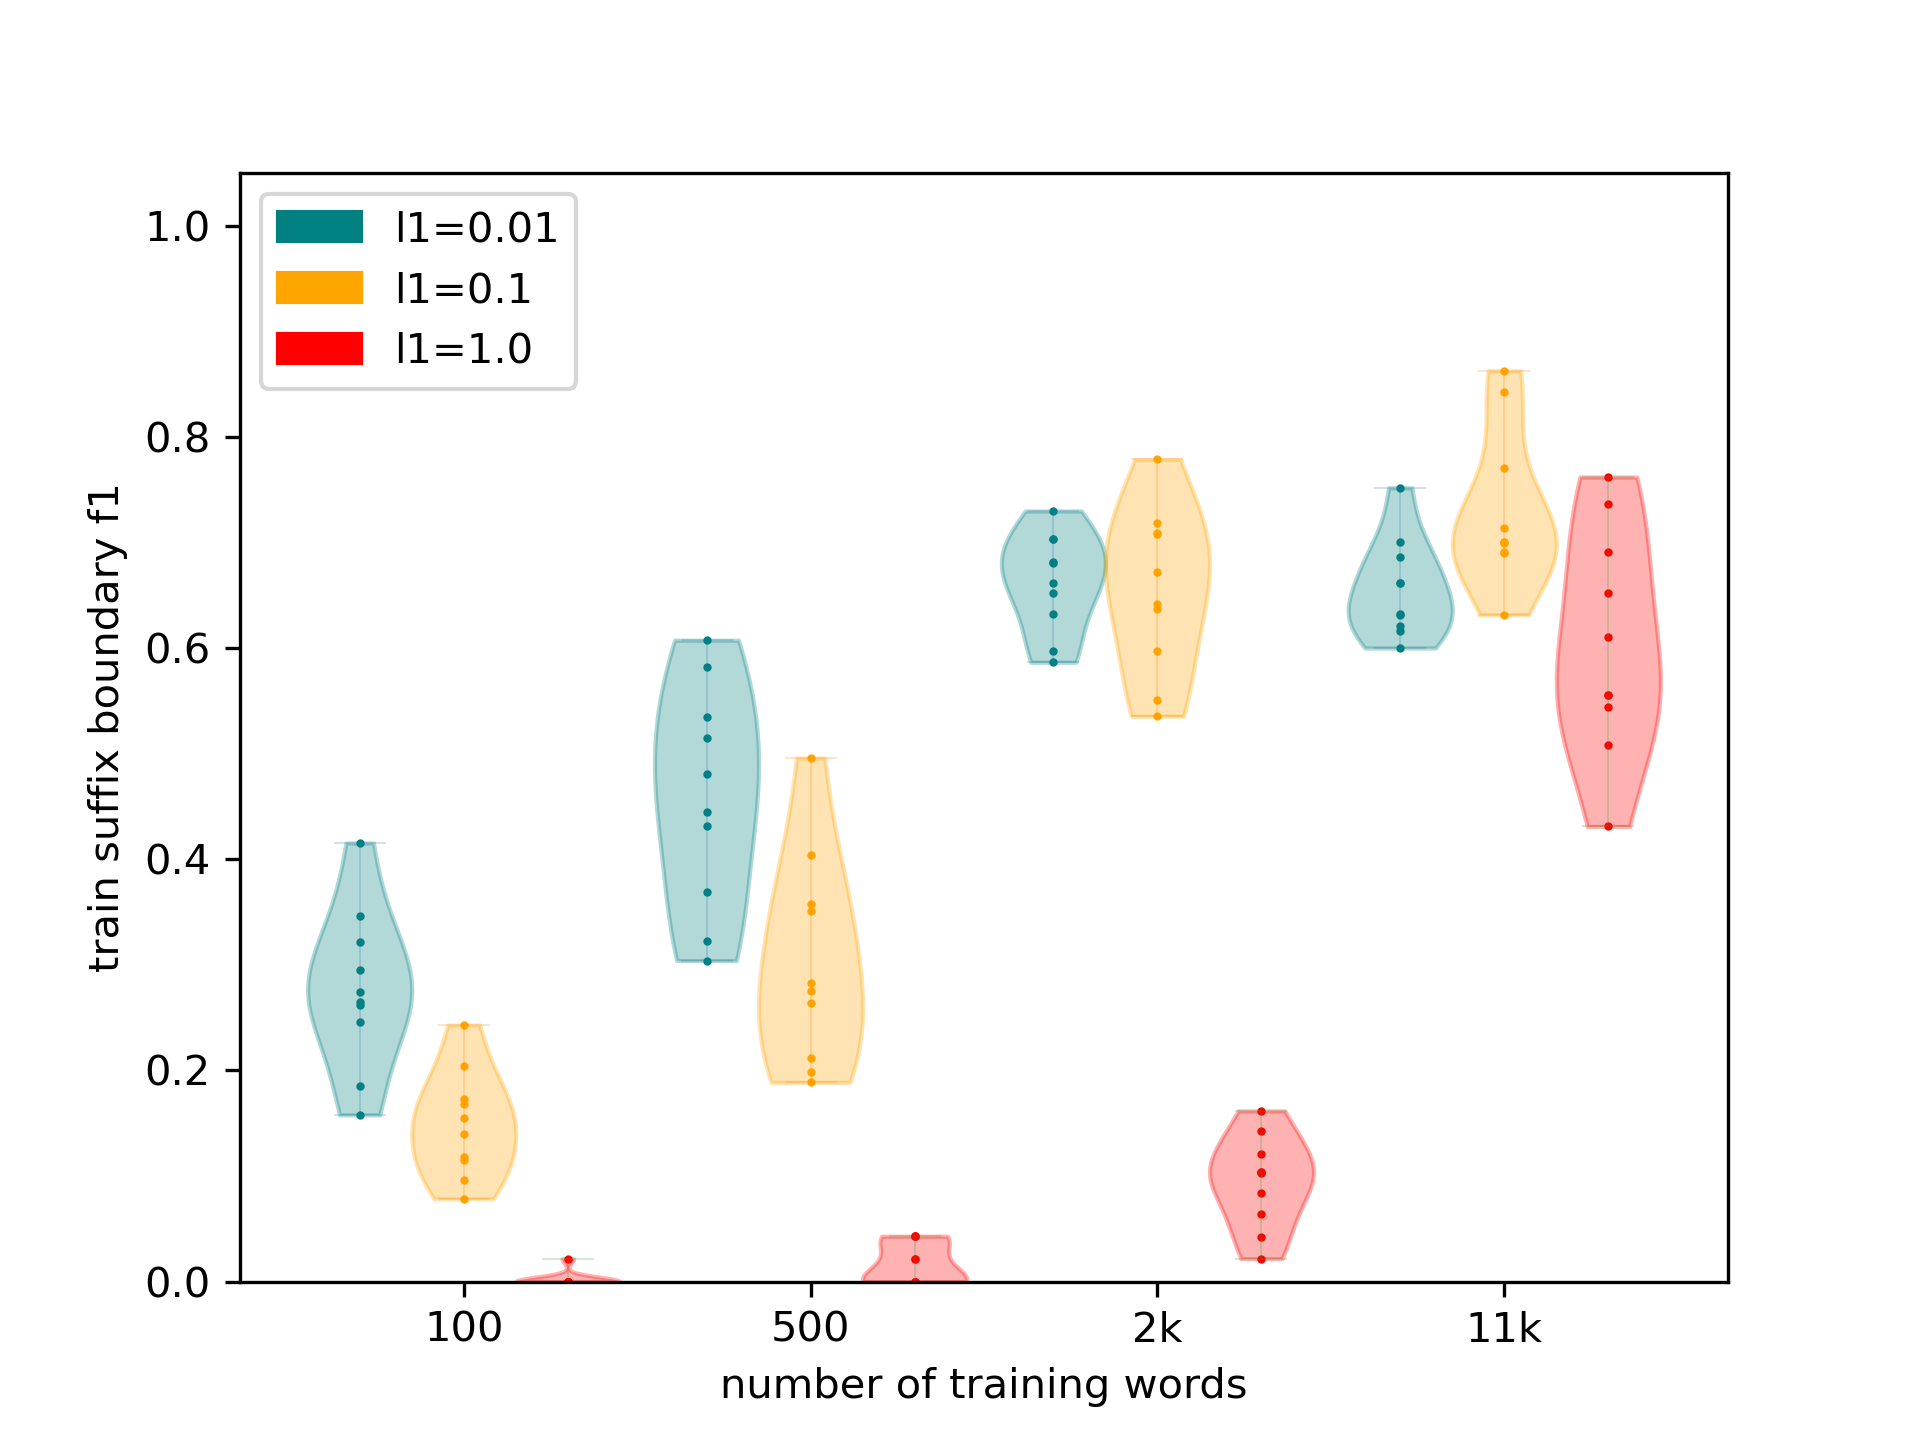 l1=0.01
l1=0.1
l1=1.0
1.0
0.8
0.6
0.4
0.2
0.0
train suffix boundary f1
100 500 2k 11k
number of training words